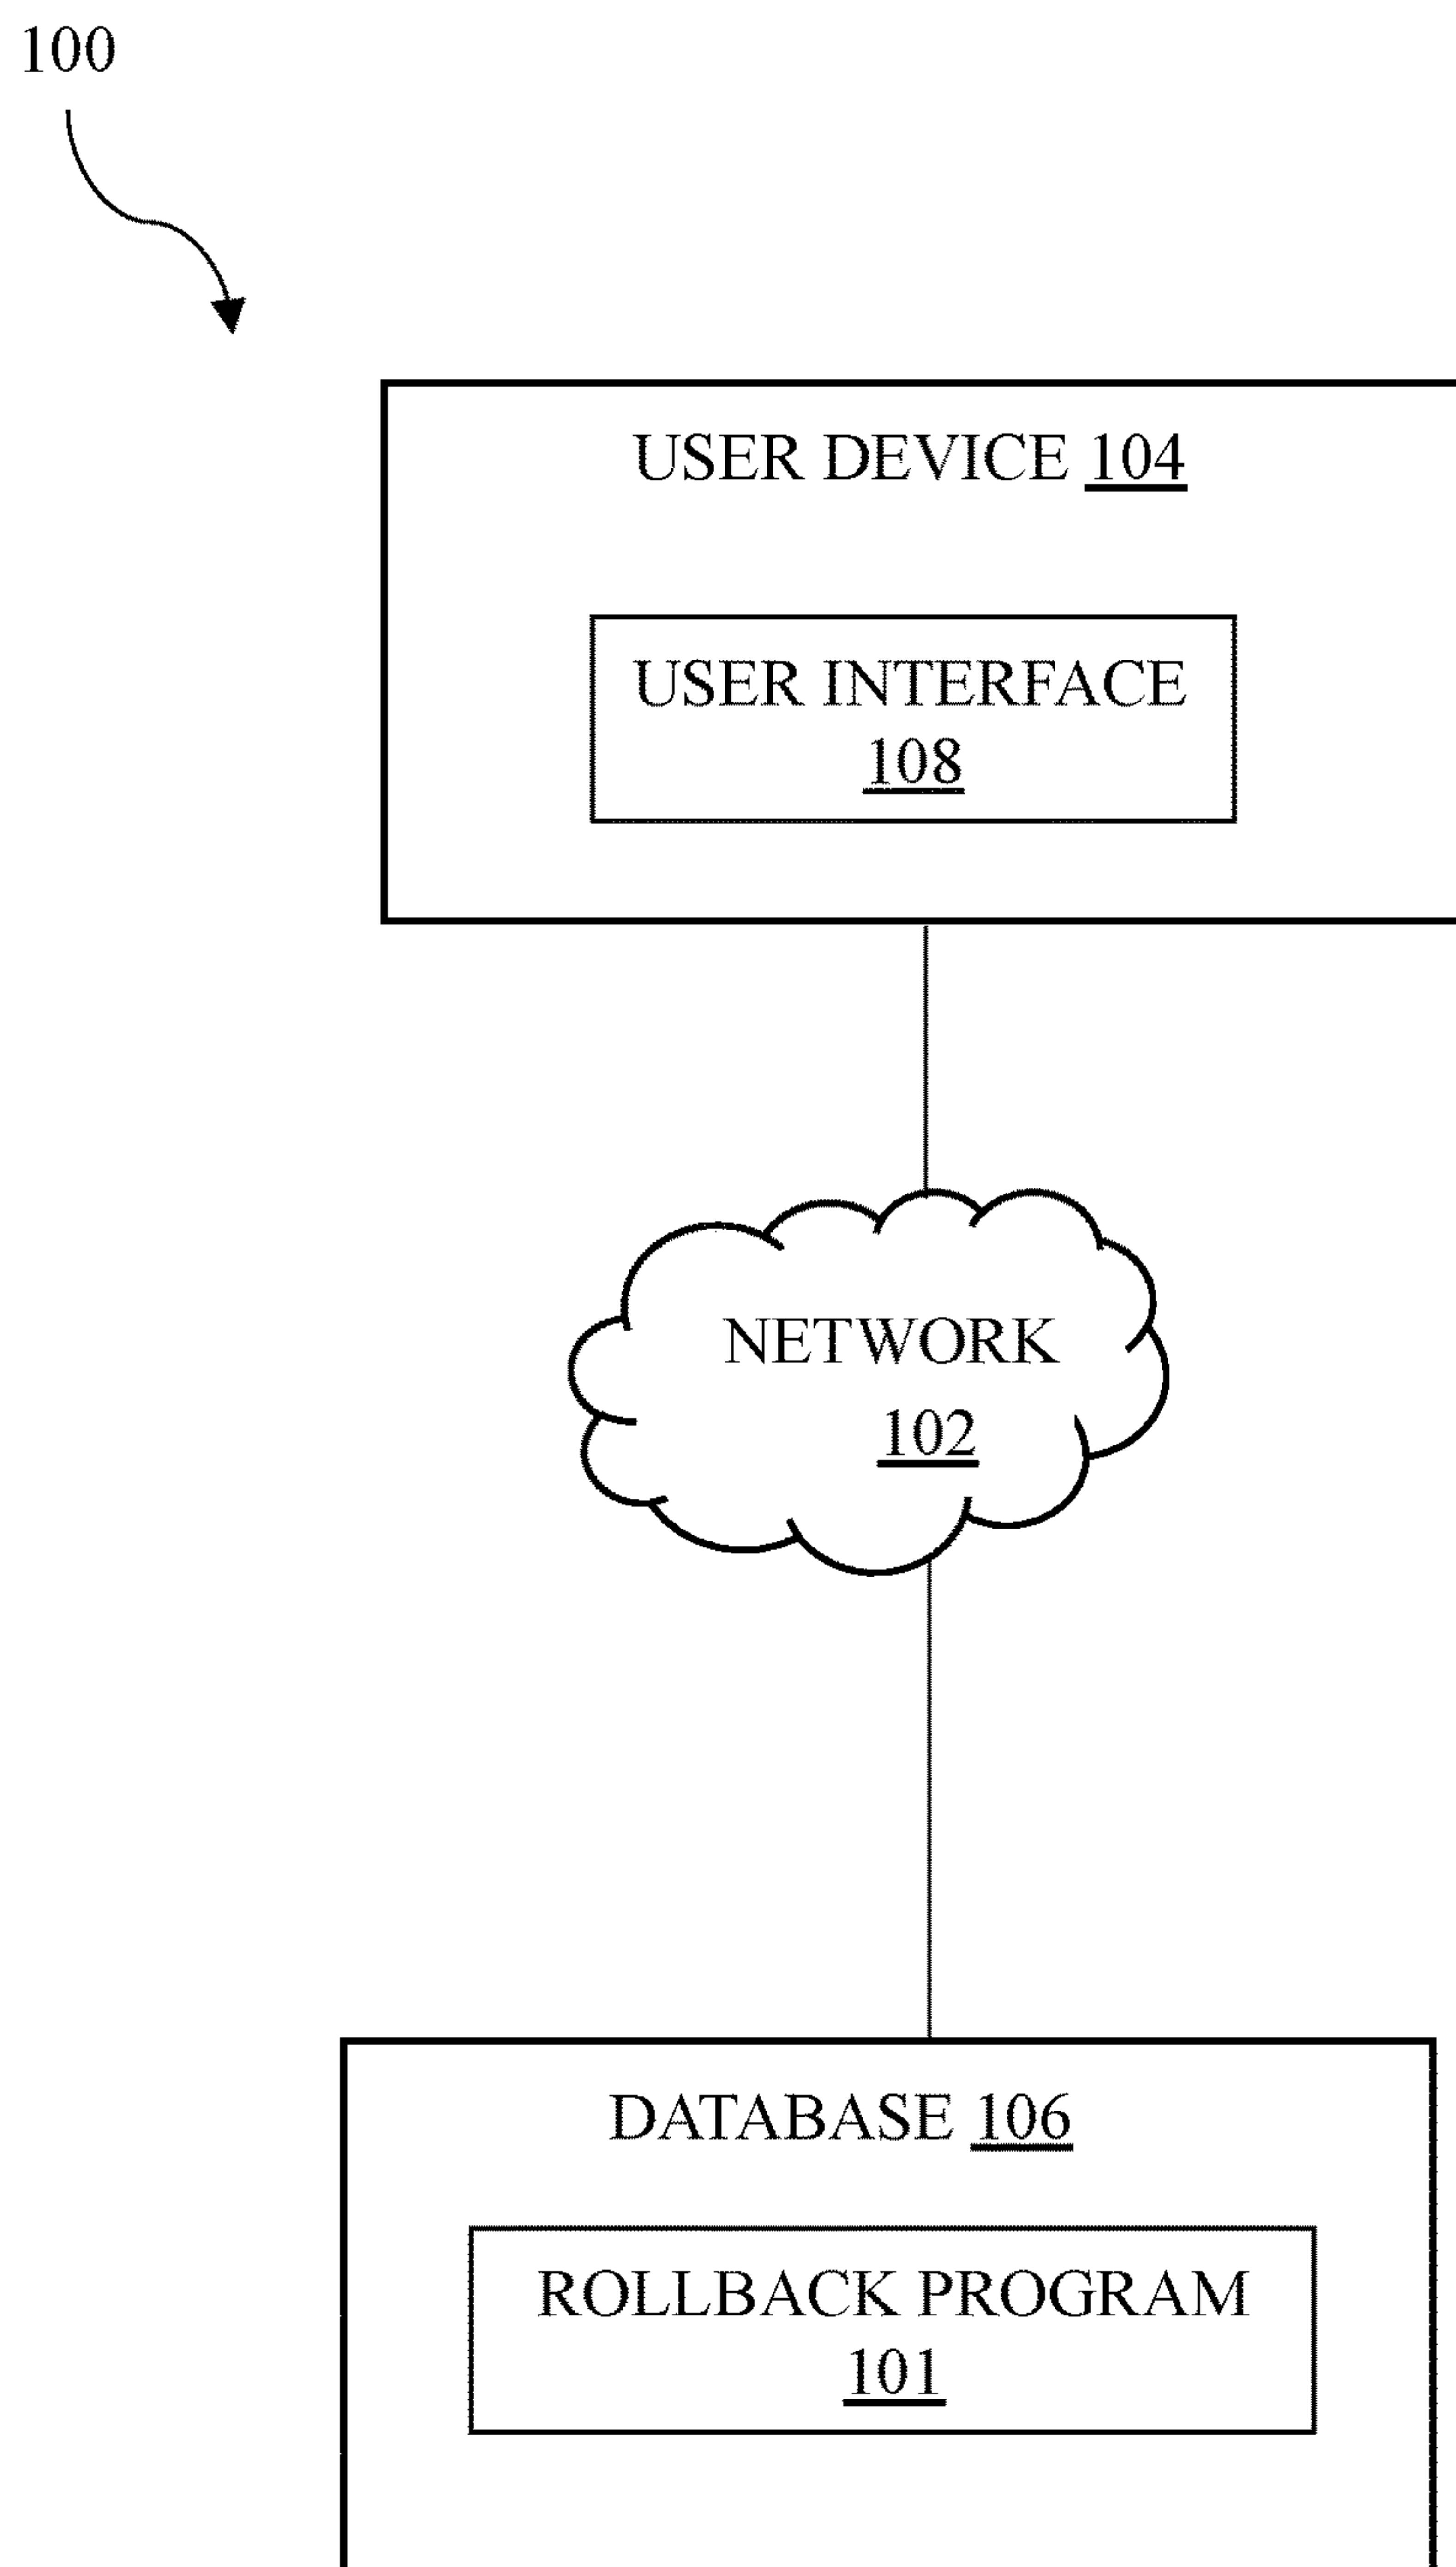 100
USER DEVICE 104
USER INTERFACE
108
NETWORK
102
DATABASE 106
ROLLBACK PROGRAM
101